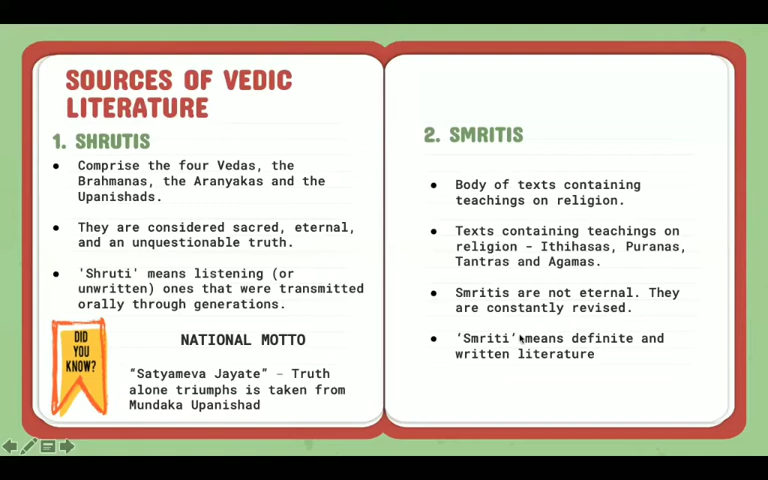 SOURCES OF VEDIC
LITERATURE
1. SHRUTIS
● Comprise the four Vedas, the
Brahmanas, the Aranyakas and the
Upanishads.
● They are considered sacred, eternal,
and an unquestionable truth.
● 'Shruti' means listening (or
unwritten) ones that were transmitted
orally through generations.
DID
YOU
KNOW?
NATIONAL MOTTO
“Satyameva Jayate” – Truth
alone triumphs is taken from
Mundaka Upanishad
2. SMRITIS
● Body of texts containing
teachings on religion.
● Texts containing teachings on
religion - Ithihasas, Puranas,
Tantras and Agamas.
● Smritis are not eternal. They
are constantly revised.
● ‘Smriti’ means definite and
written literature